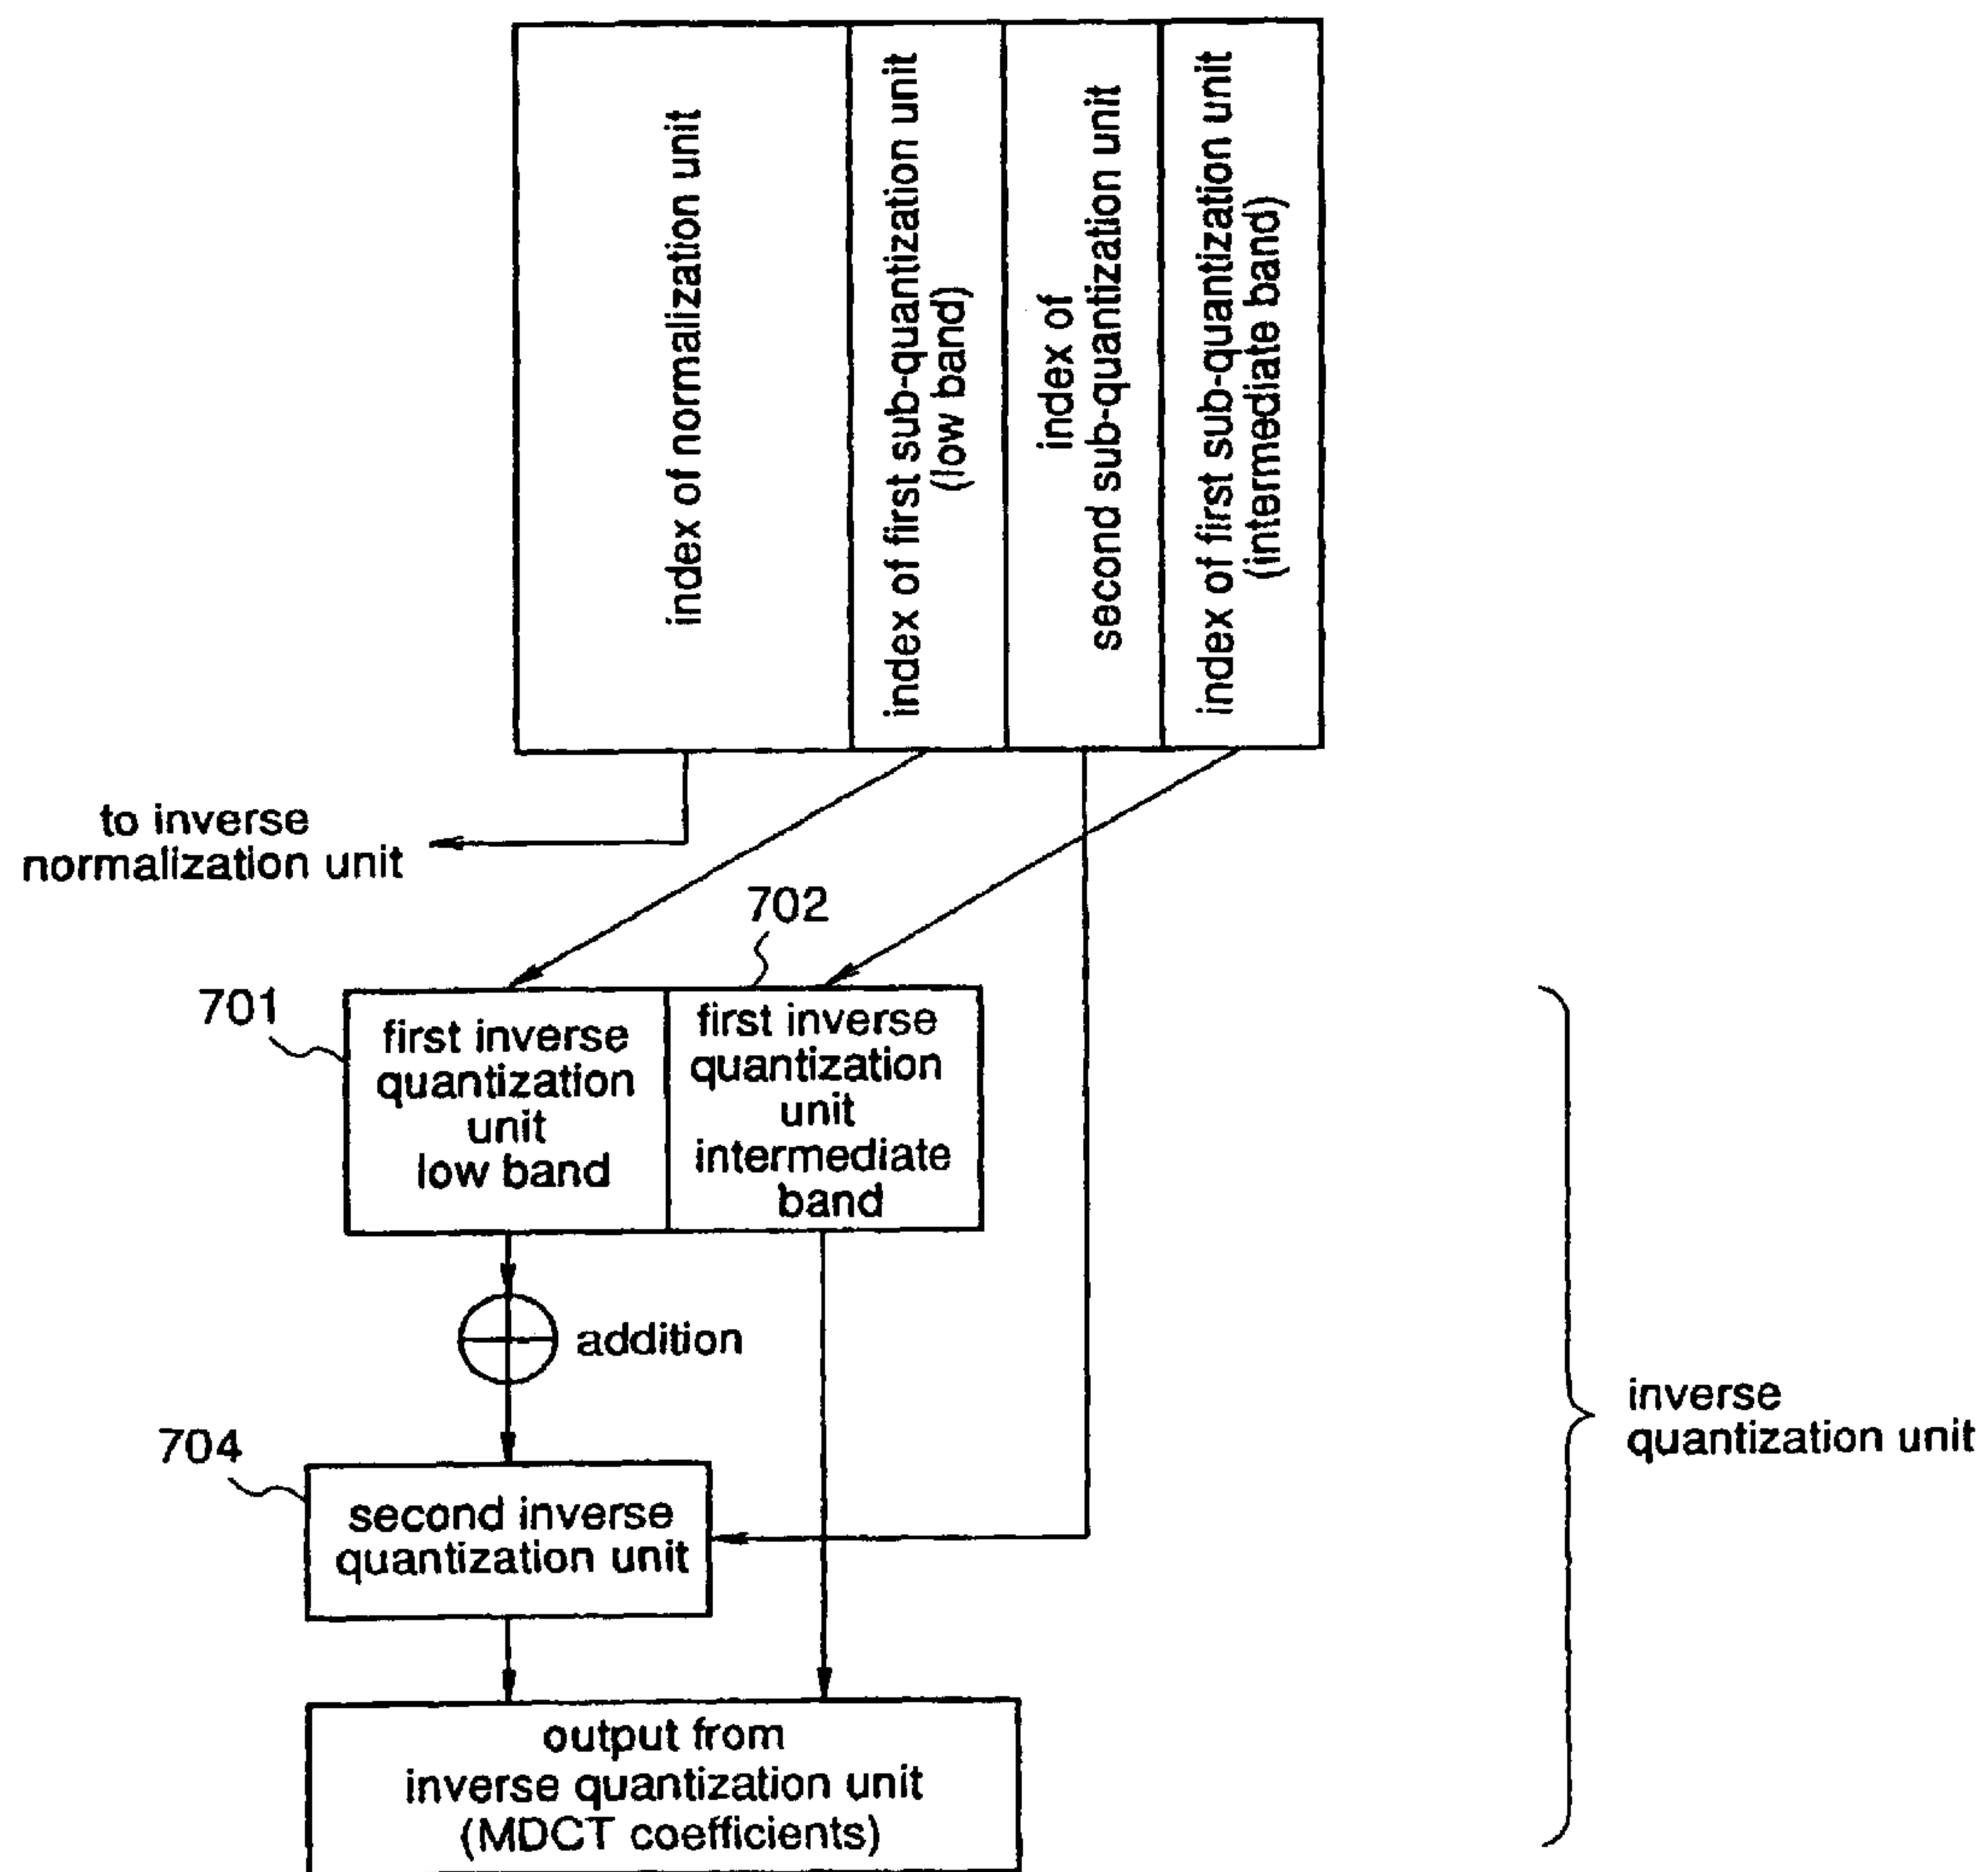 index of normalization unit
index of first sub-quantization unit
(low band)
index of
second sub-quantization unit
index of first sub-quantization unit
(intermediate band)
to inverse
normalization unit
702
701
first inverse
quantization
unit
low band
first inverse
quantization
unit
intermediate
band
addition
704
second inverse
quantization unit
inverse
quantization unit
output from
inverse quantization unit
(MDCT coefficients)